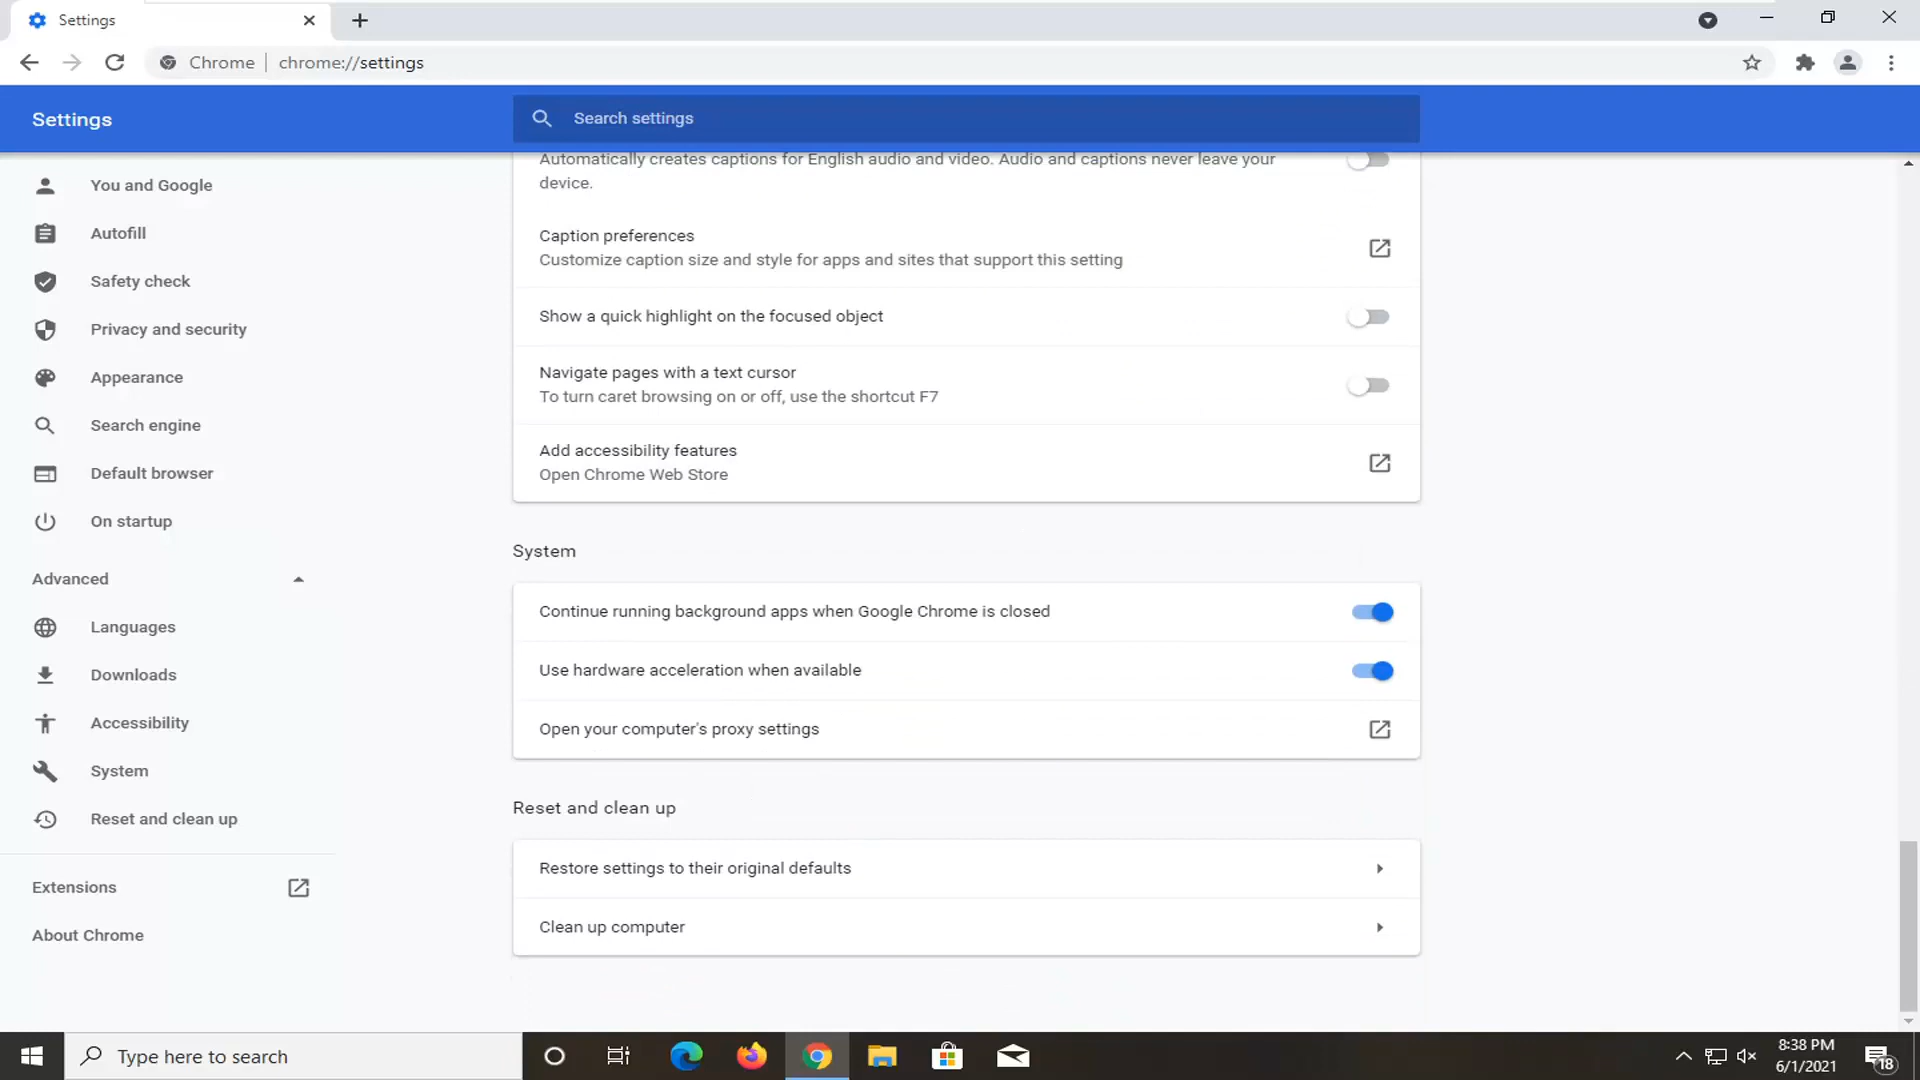 Settings
Chrome
chrome://settings
Settings
Search settings
You and Google
Autofill
Safety check
Privacy and security
Appearance
Search engine
Default browser
On startup
Advanced
Languages
Downloads
Accessibility
System
Reset and clean up
Extensions
About Chrome
Automatically creates captions for English audio and video. Audio and captions never leave your
device.
Caption preferences
Customize caption size and style for apps and sites that support this setting
Show a quick highlight on the focused object
Navigate pages with a text cursor
To turn caret browsing on or off, use the shortcut F7
Add accessibility features
Open Chrome Web Store
System
Continue running background apps when Google Chrome is closed
Use hardware acceleration when available
Open your computer's proxy settings
Reset and clean up
Restore settings to their original defaults
Clean up computer
Type here to search
8:38 PM
6/1/2021
18